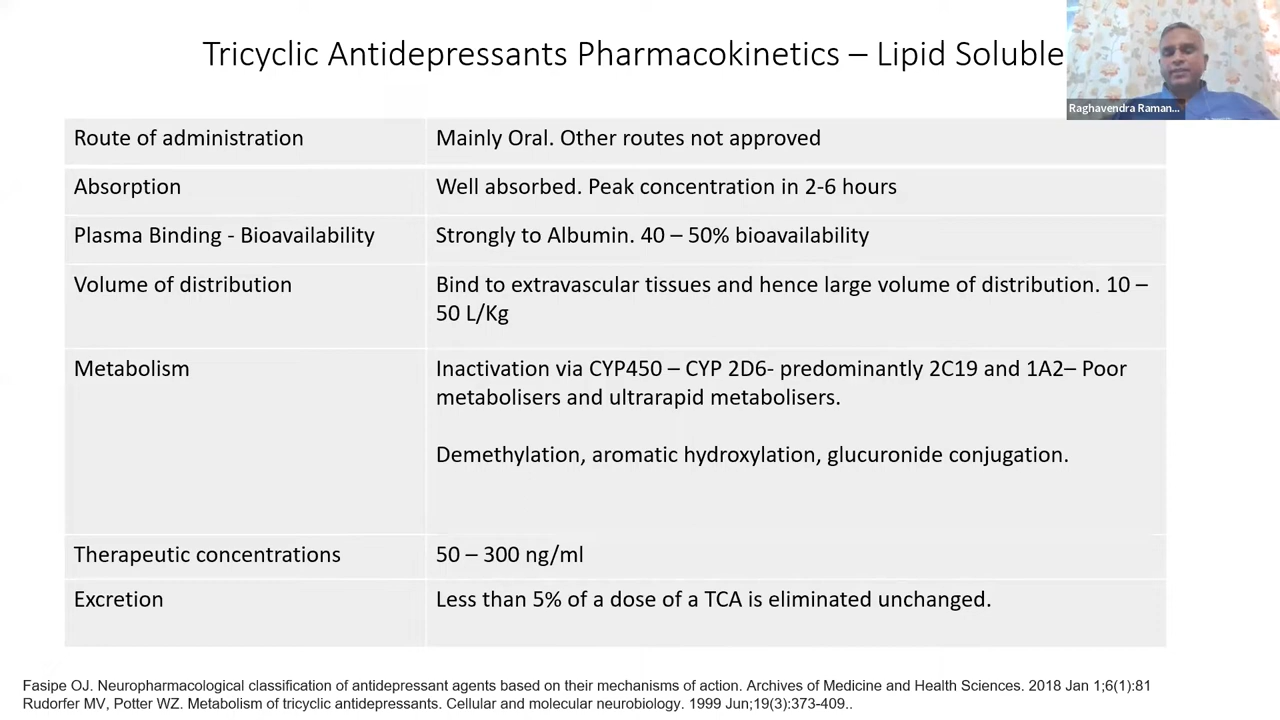 Tricyclic Antidepressants Pharmacokinetics – Lipid Soluble
Raghavendra Raman...
Route of administration
Mainly Oral. Other routes not approved
Absorption
Well absorbed. Peak concentration in 2-6 hours
Plasma Binding - Bioavailability
Strongly to Albumin. 40 – 50% bioavailability
Volume of distribution
Bind to extravascular tissues and hence large volume of distribution. 10 –
50 L/Kg
Metabolism
Inactivation via CYP450 – CYP 2D6- predominantly 2C19 and 1A2– Poor
metabolisers and ultrarapid metabolisers.
Demethylation, aromatic hydroxylation, glucuronide conjugation.
Therapeutic concentrations
50 – 300 ng/ml
Excretion
Less than 5% of a dose of a TCA is eliminated unchanged.
Fasipe OJ. Neuropharmacological classification of antidepressant agents based on their mechanisms of action. Archives of Medicine and Health Sciences. 2018 Jan 1;6(1):81
Rudorfer MV, Potter WZ. Metabolism of tricyclic antidepressants. Cellular and molecular neurobiology. 1999 Jun;19(3):373-409..